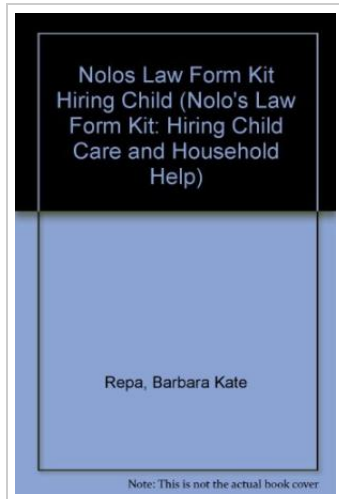 Nolos Law Form Kit
Hiring Child (Nolo's Law
Form Kit: Hiring Child
Care and Household
Help)
Repa, Barbara Kate
Note: This is not the actual book cover